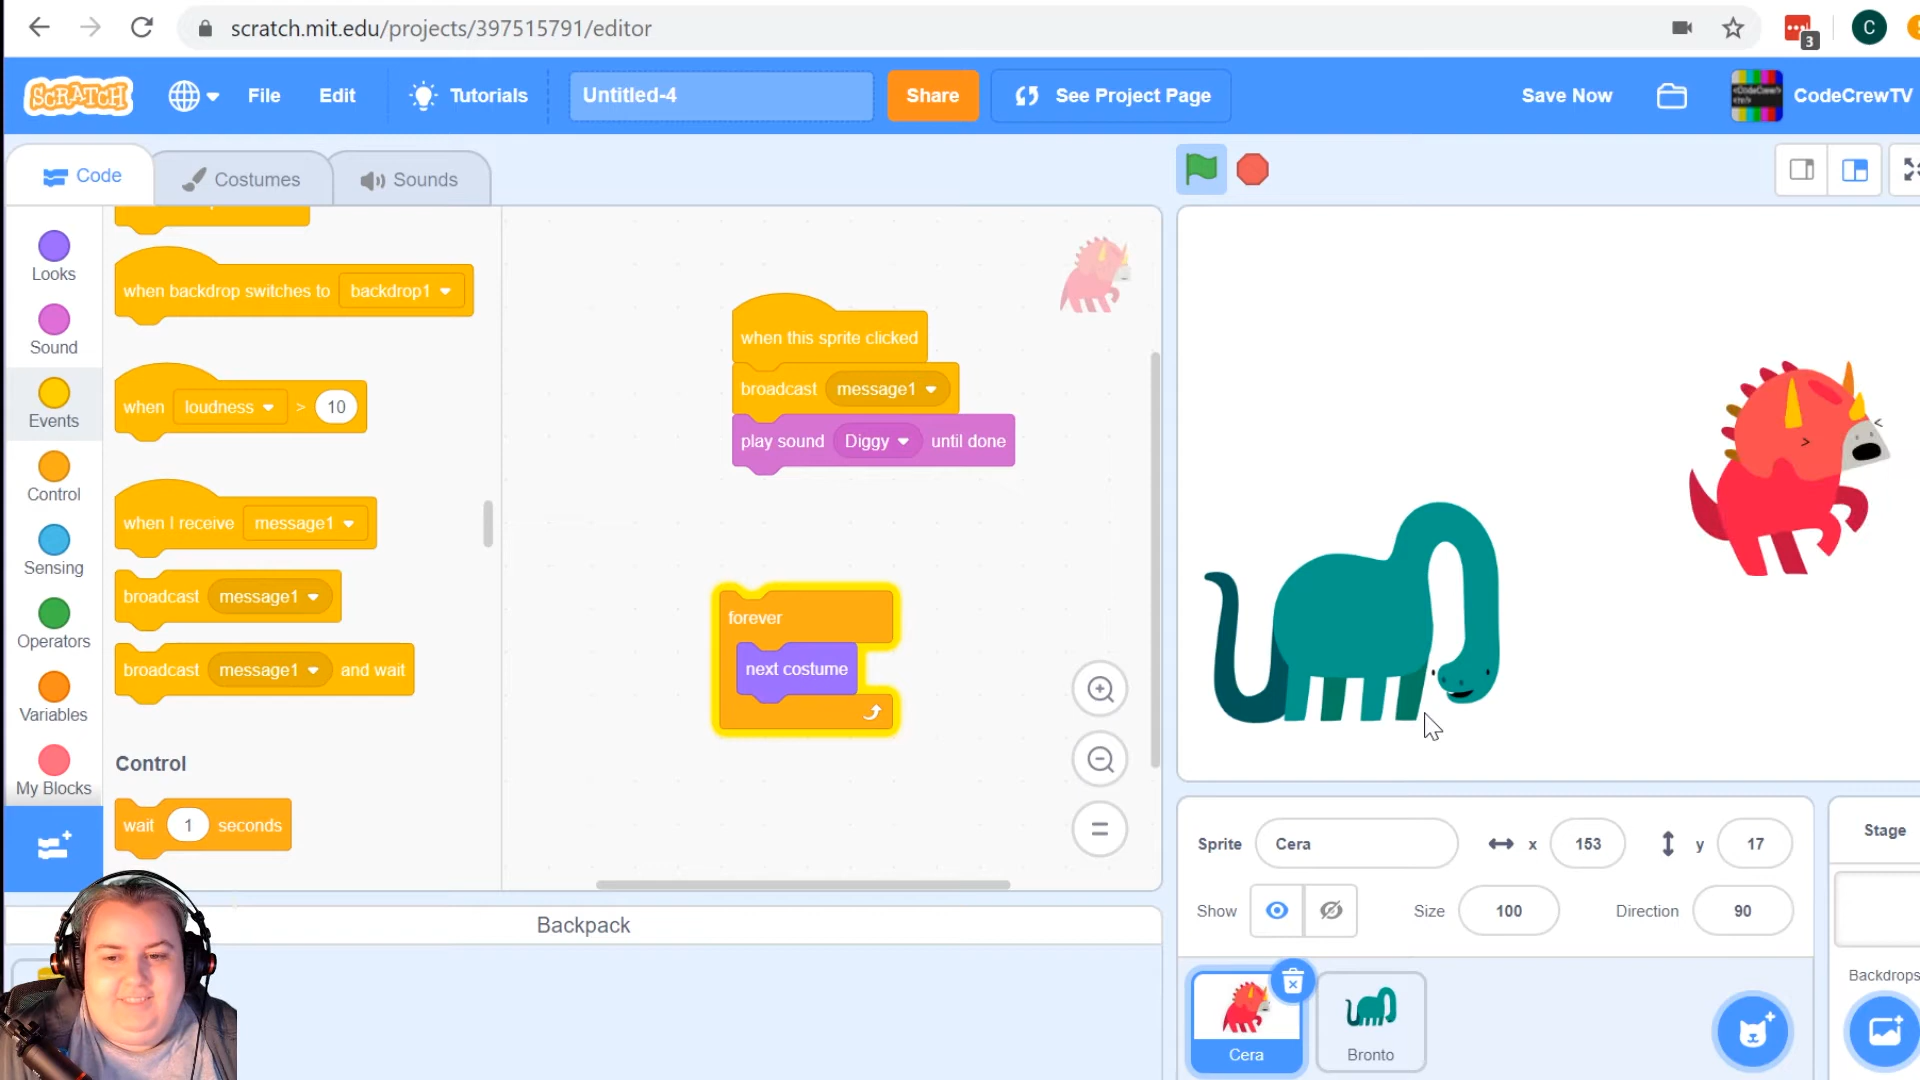 scratch.mit.edu/projects/397515791/editor
3
C
SCRATCH
File
Edit
Tutorials
Untitled-4
Share
See Project Page
Save Now
CodeCrewTV
Code
Costumes
Sounds
Looks
Sound
Events
Control
Sensing
Operators
Variables
My Blocks
when backdrop switches to backdrop1
when loudness > 10
when I receive message1
broadcast message1
broadcast message1 and wait
Control
wait 1 seconds
when this sprite clicked
broadcast message1
play sound Diggy until done
forever
next costume
Backpack
Sprite Cera x 153 y 17
Show Size 100 Direction 90
Cera
Bronto
Stage
Backdrops